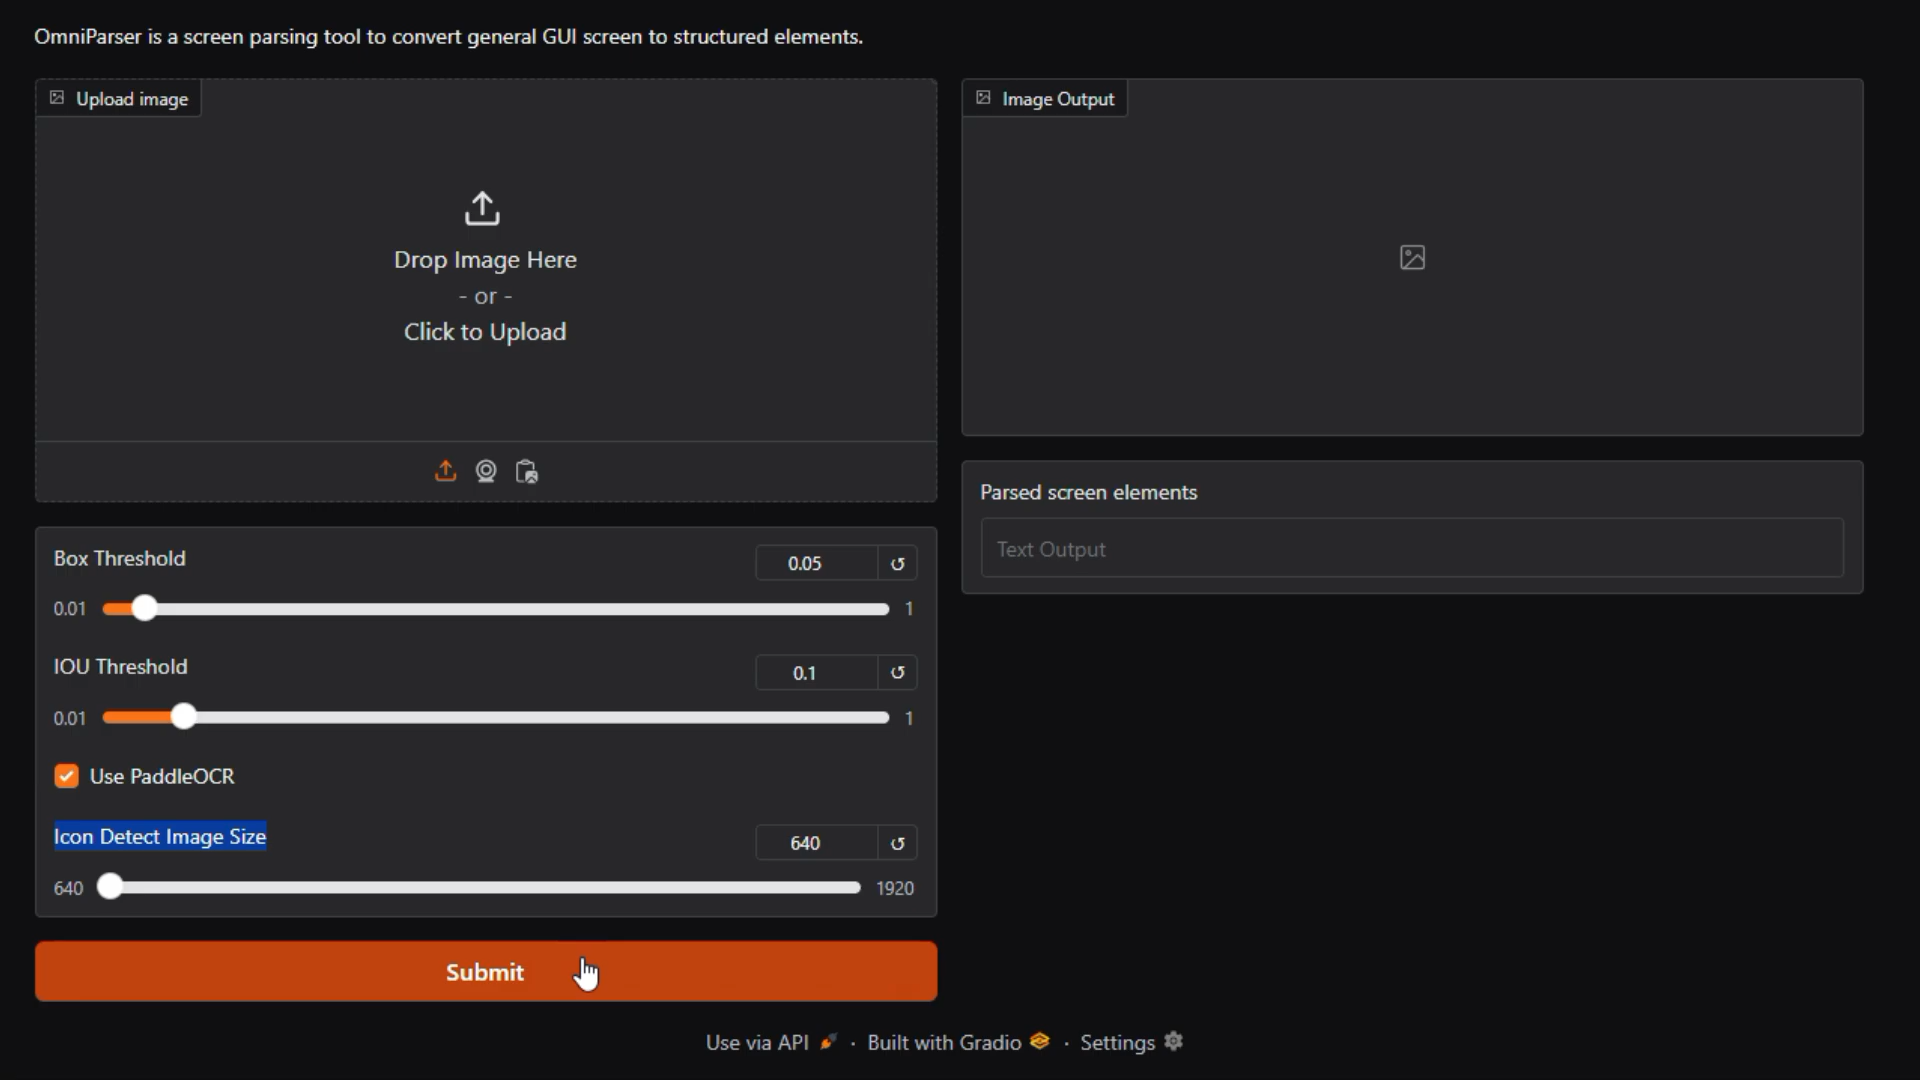 OmniParser is a screen parsing tool to convert general GUI screen to structured elements.
Upload image
Drop Image Here
- or -
Click to Upload
Box Threshold
0.05
0.01
1
IOU Threshold
0.1
0.01
1
Use PaddleOCR
Icon Detect Image Size
640
640
1920
Submit
Image Output
Parsed screen elements
Text Output
Use via API · Built with Gradio · Settings